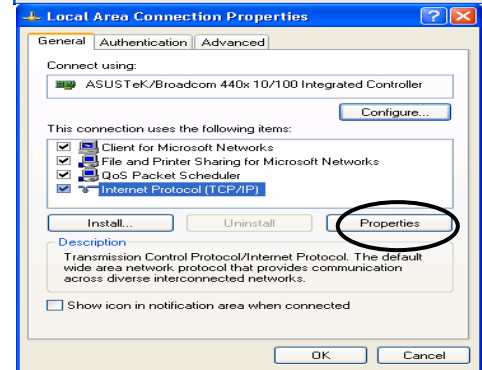 Local Area Connection Properties
General Authentication Advanced
Connect using:
ASUSTeK/Broadcom 440x 10/100 Integrated Controller
Configure...
This connection uses the following items:
Client for Microsoft Networks
File and Printer Sharing for Microsoft Networks
QoS Packet Scheduler
Internet Protocol (TCP/IP)
Install... Uninstall Properties
Description
Transmission Control Protocol/Internet Protocol. The default
wide area network protocol that provides communication
across diverse interconnected networks.
Show icon in notification area when connected
OK Cancel